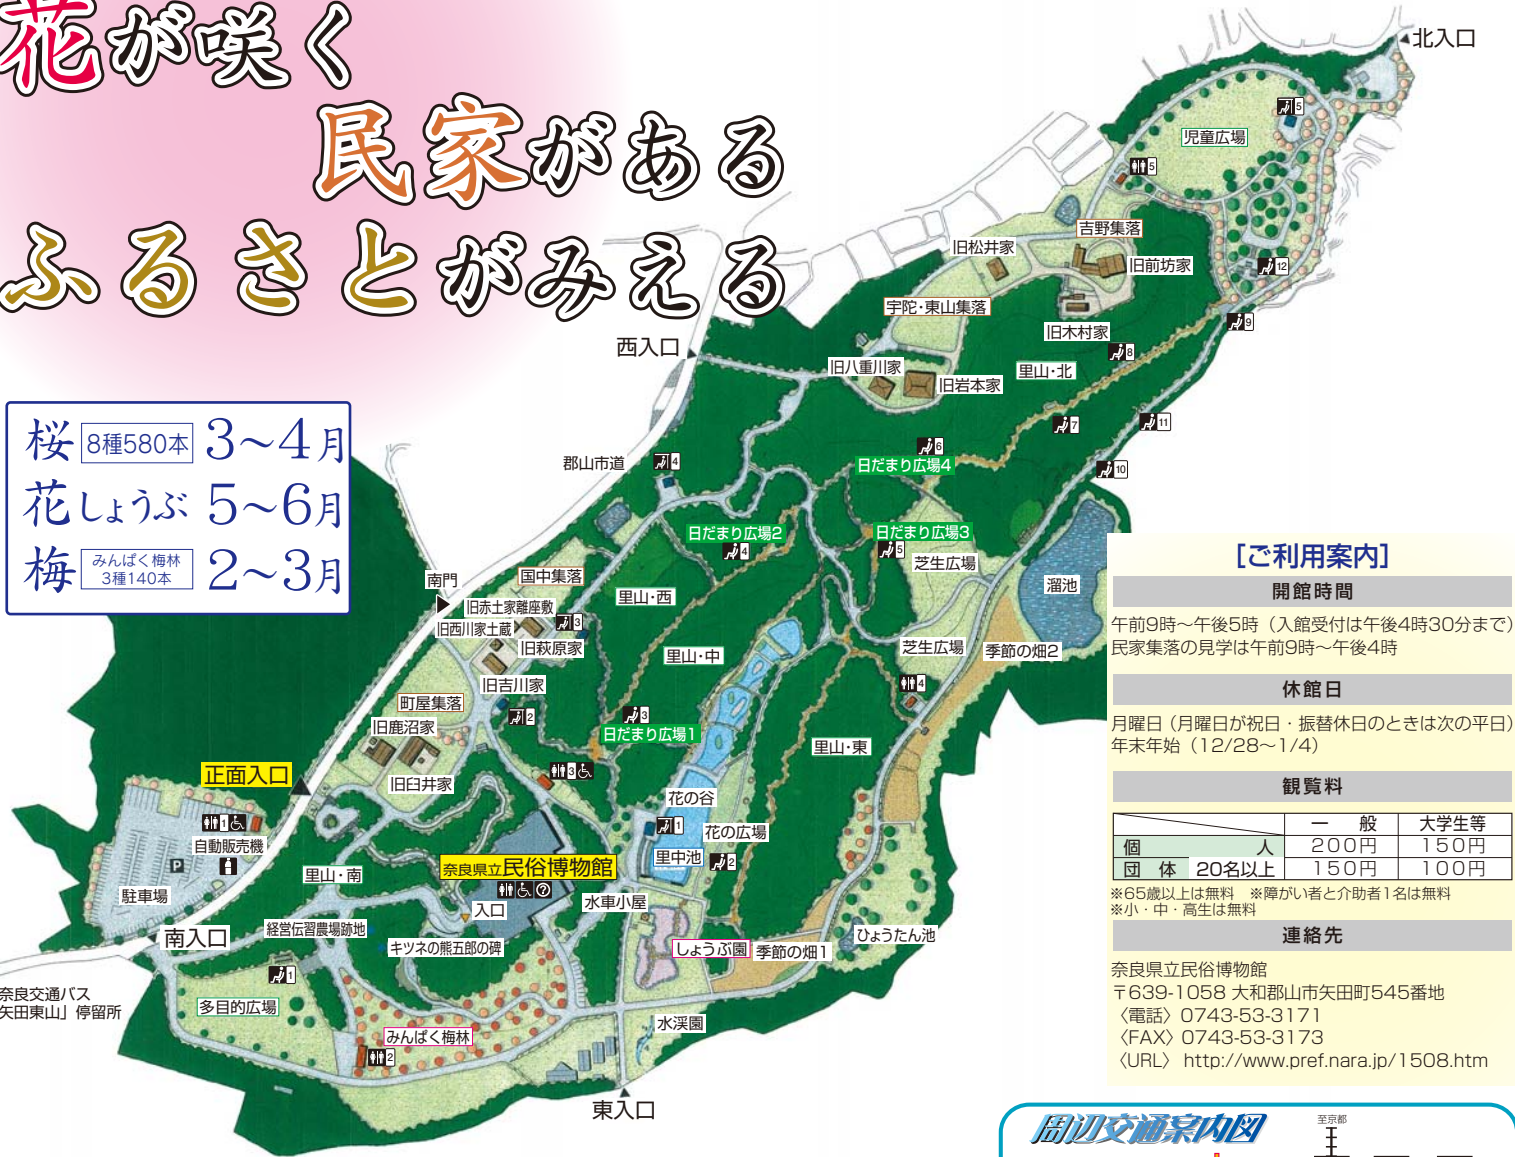 花が咲く
民家がある
ふるさとがみえる
桜 8種580本 3～4月
花しょうぶ 5～6月
梅 みんぱく梅林 3種140本 2～3月
北入口
児童広場
5
5
吉野集落
旧松井家
旧前坊家
12
宇陀・東山集落
9
旧木村家
西入口
8
旧八重川家
里山・北
旧岩本家
7
11
6
郡山市道
4
日だまり広場4
10
日だまり広場2
日だまり広場3
4
5
芝生広場
南門
国中集落
溜池
里山・西
旧赤土家離座敷
旧西川家土蔵
3
旧萩原家
芝生広場
季節の畑2
里山・中
旧吉川家
4
町屋集落
2
3
旧鹿沼家
日だまり広場1
里山・東
正面入口
3
旧臼井家
花の谷
1
1
花の広場
自動販売機
P
里中池
2
奈良県立民俗博物館
里山・南
駐車場
入口
水車小屋
経営伝習農場跡地
南入口
キツネの熊五郎の碑
しょうぶ園
季節の畑1
ひょうたん池
1
奈良交通バス
矢田東山」停留所
多目的広場
みんぱく梅林
水渓園
2
東入口
［ご利用案内］
開館時間
午前9時～午後5時（入館受付は午後4時30分まで）
民家集落の見学は午前9時～午後4時
休館日
月曜日（月曜日が祝日・振替休日のときは次の平日）
年末年始（12/28～1/4）
観覧料
一般 大学生等
個人 200円 150円
団体 20名以上 150円 100円
※65歳以上は無料 ※障がい者と介助者1名は無料
※小・中・高生は無料
連絡先
奈良県立民俗博物館
〒639-1058 大和郡山市矢田町545番地
〈電話〉0743-53-3171
〈FAX〉0743-53-3173
〈URL〉 http://www.pref.nara.jp/1508.htm
周辺交通案内図
至京都